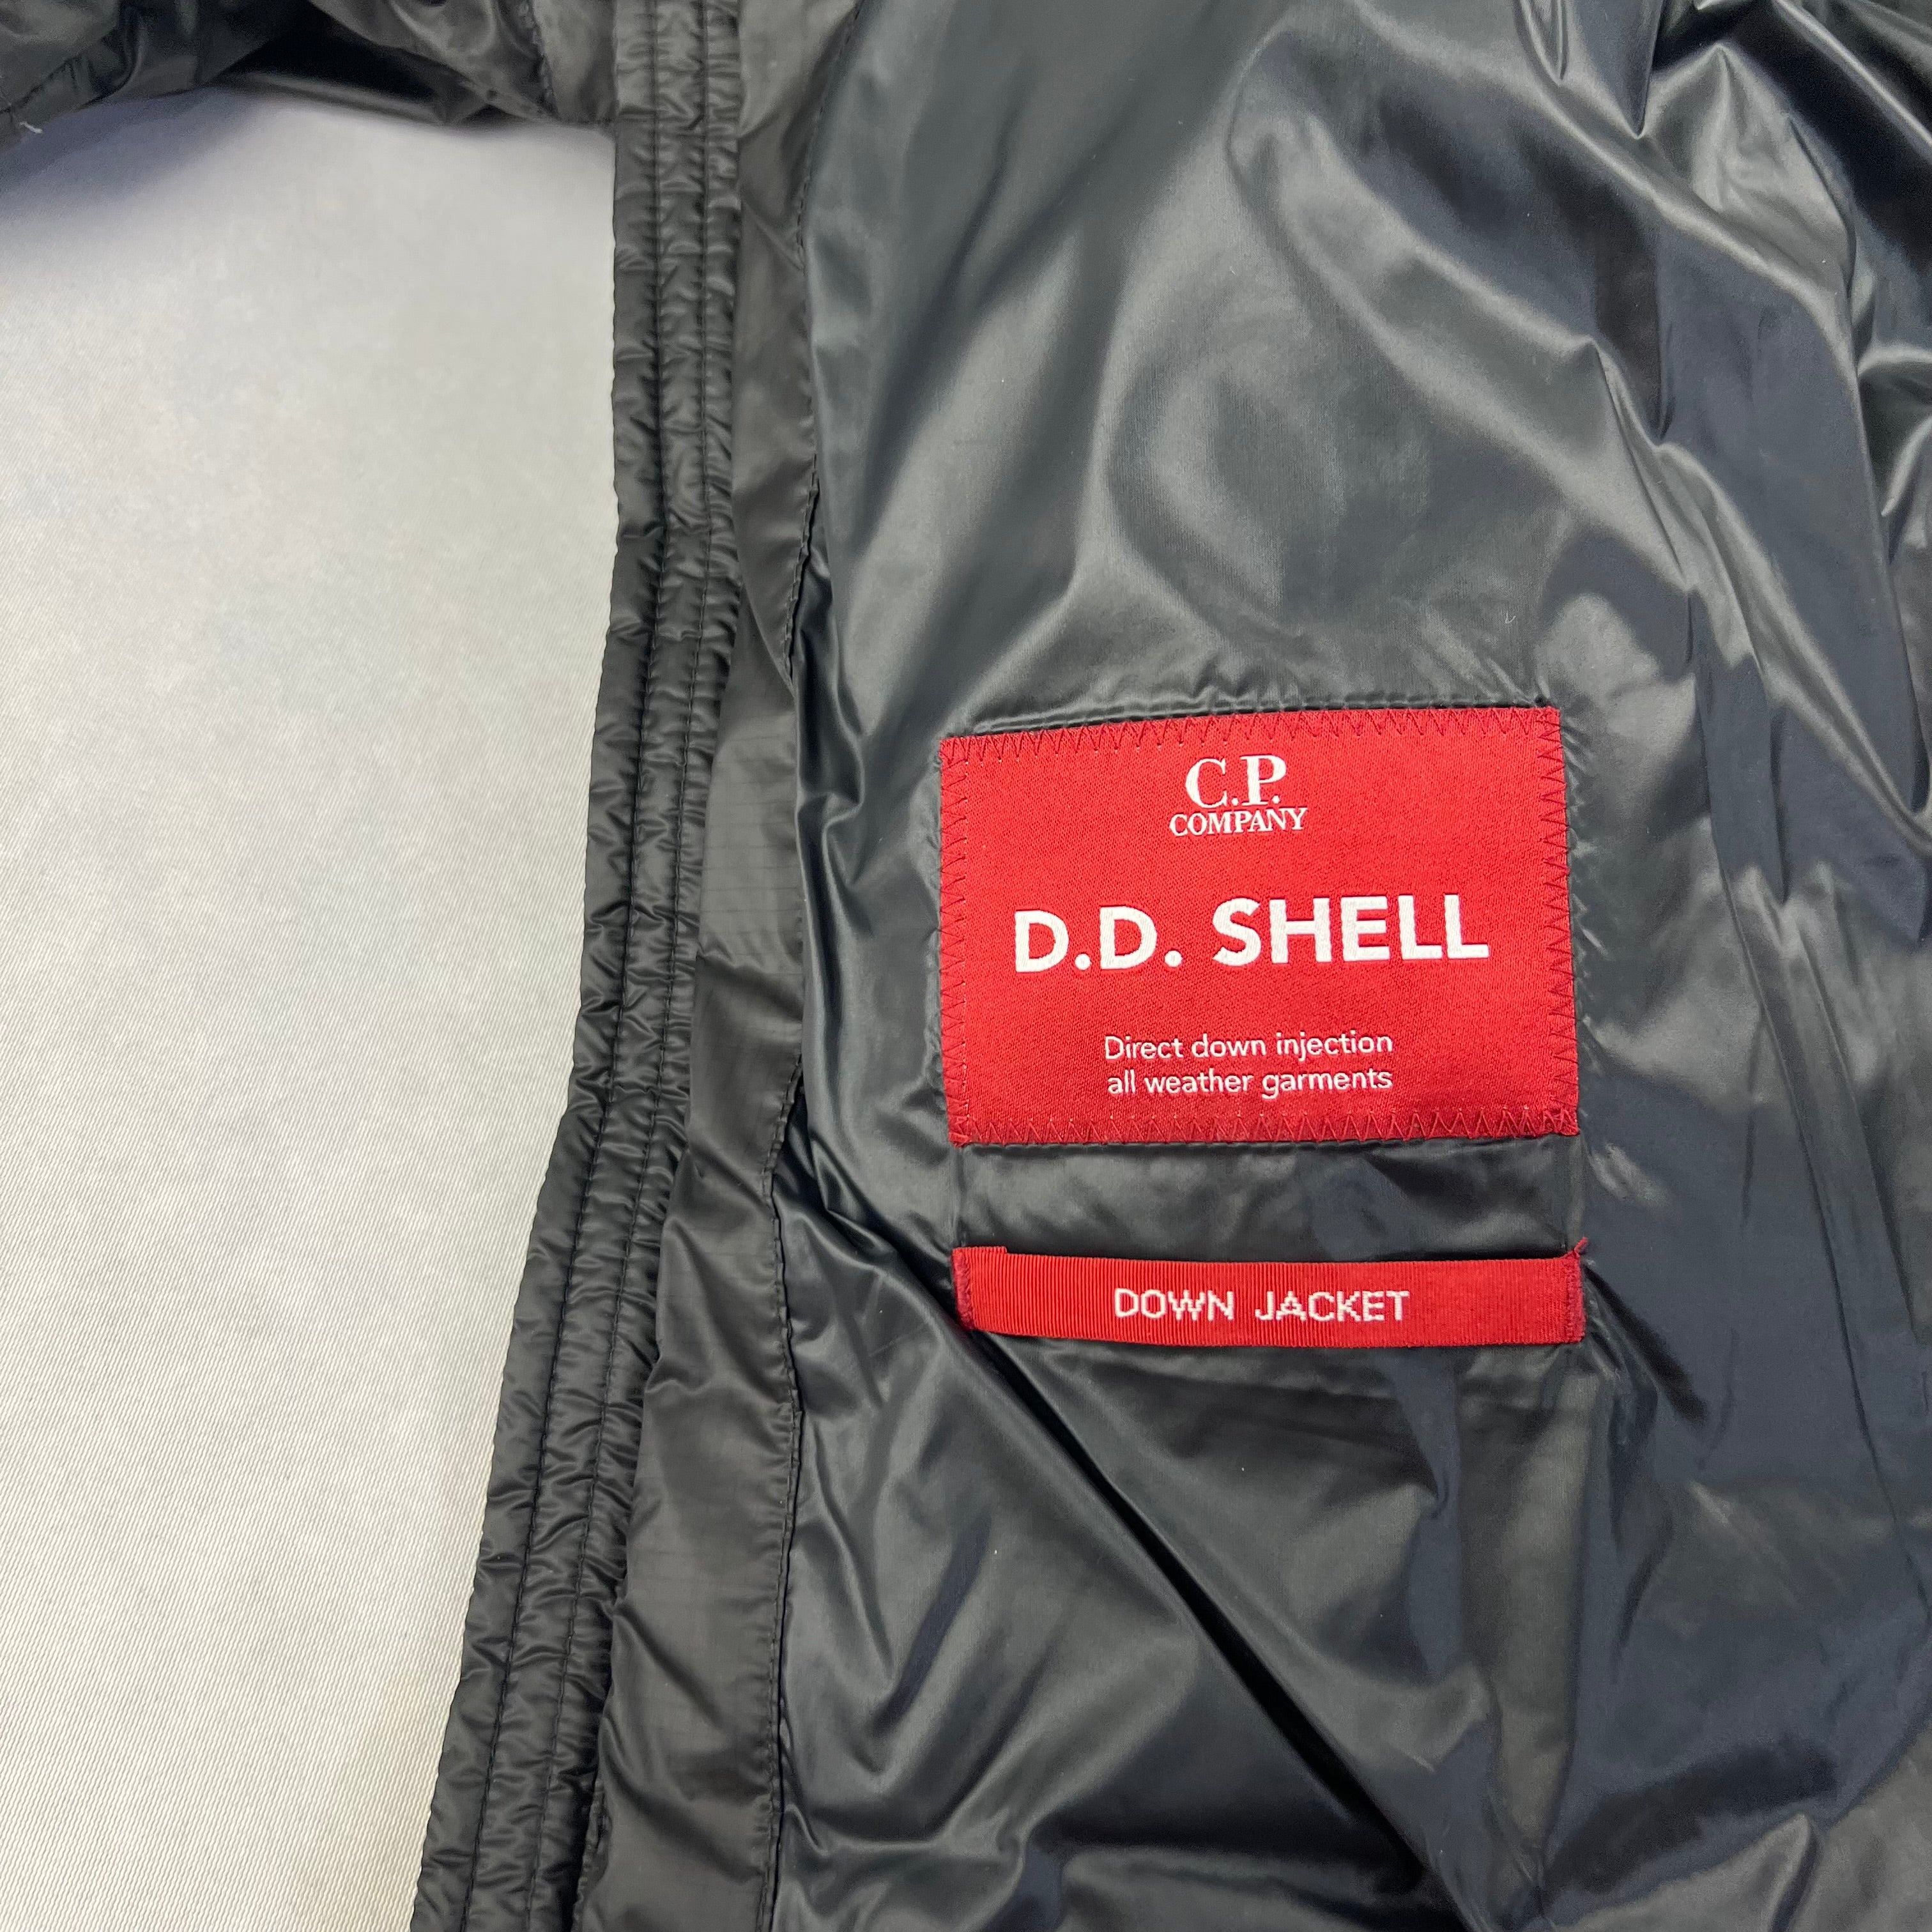 C.P.
COMPANY
D.D. SHELL
Direct down injection
all weather garments
DOWN JACKET